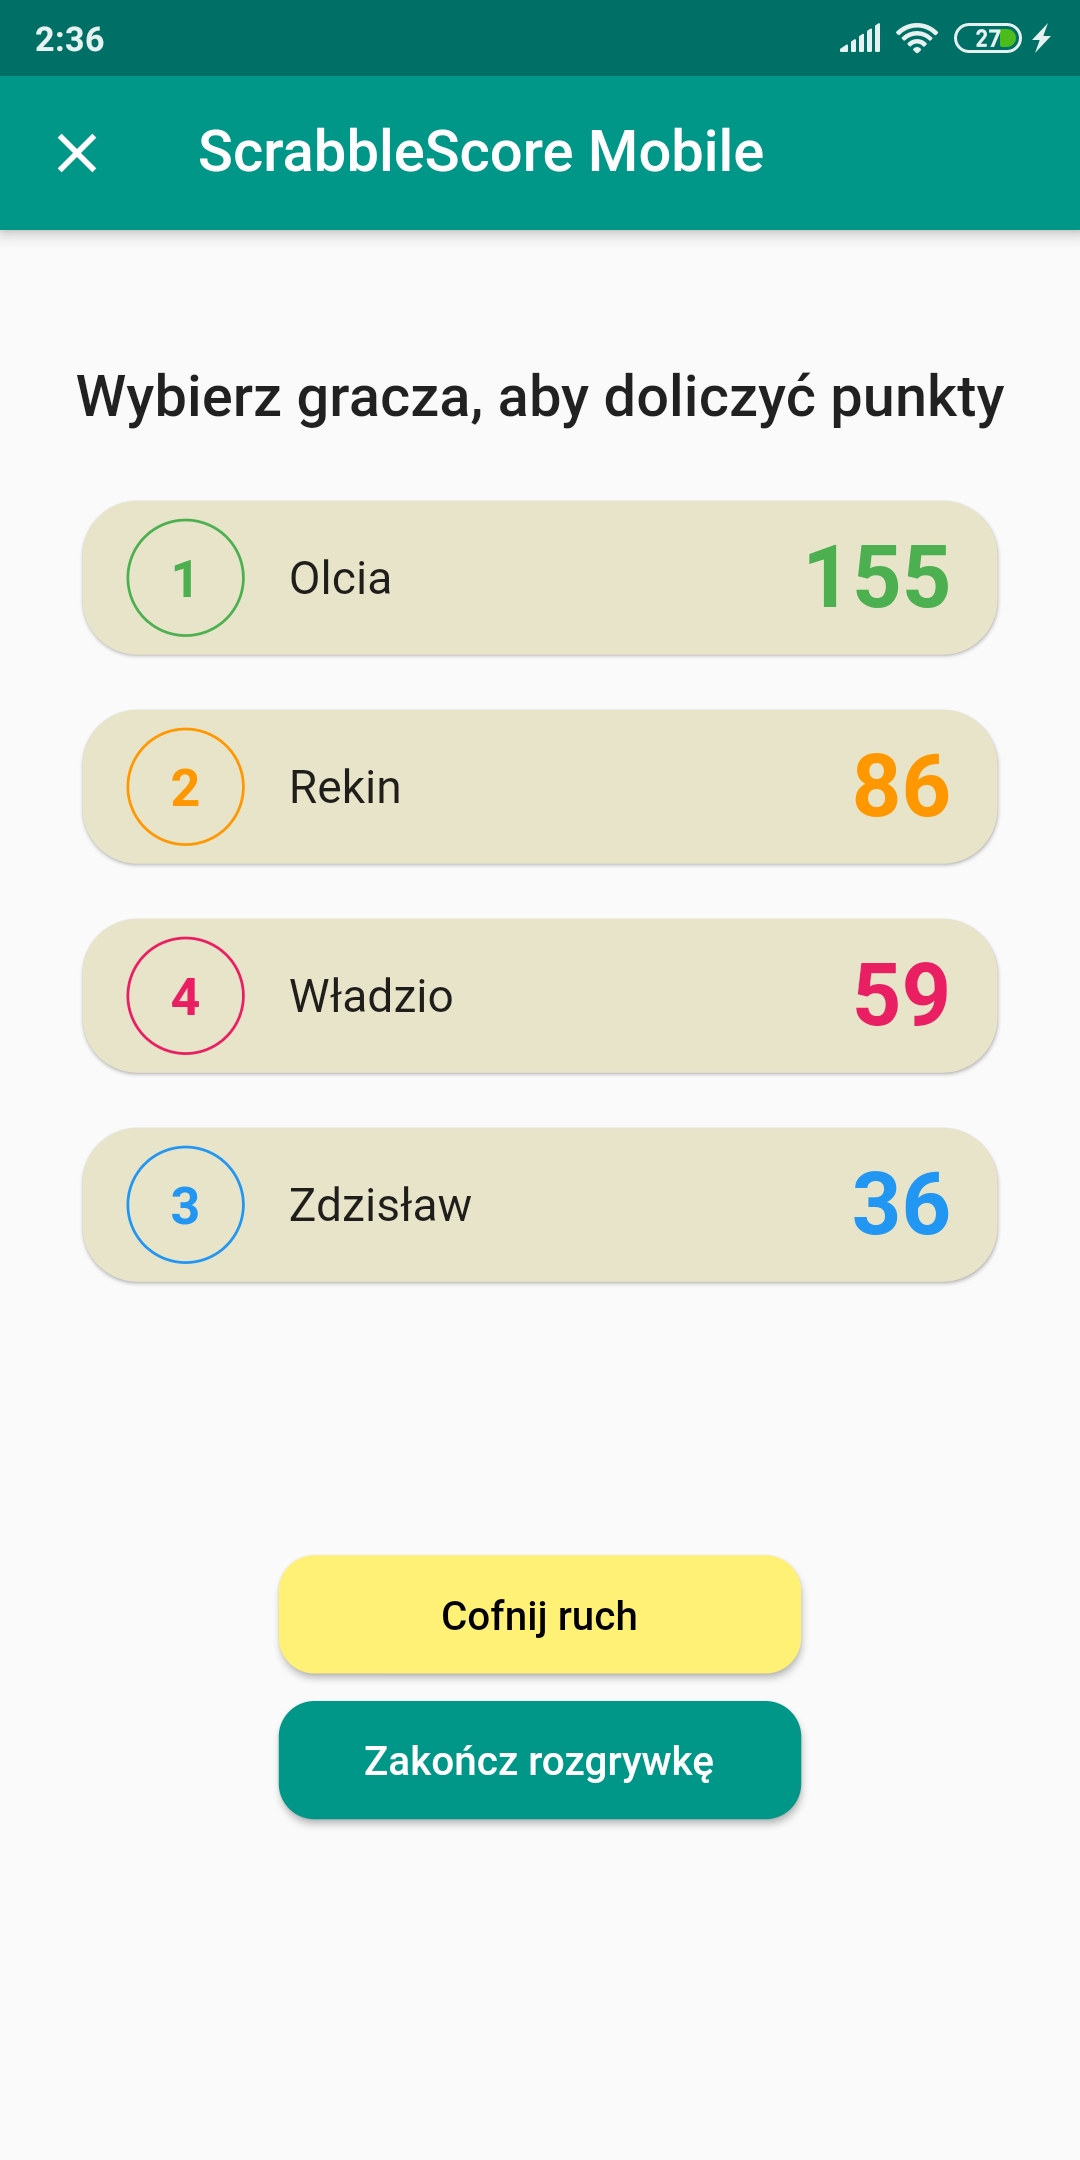 2:36
27
ScrabbleScore Mobile
Wybierz gracza, aby doliczyć punkty
1 Olcia 155
2 Rekin 86
4 Władzio 59
3 Zdzisław 36
Cofnij ruch
Zakończ rozgrywkę